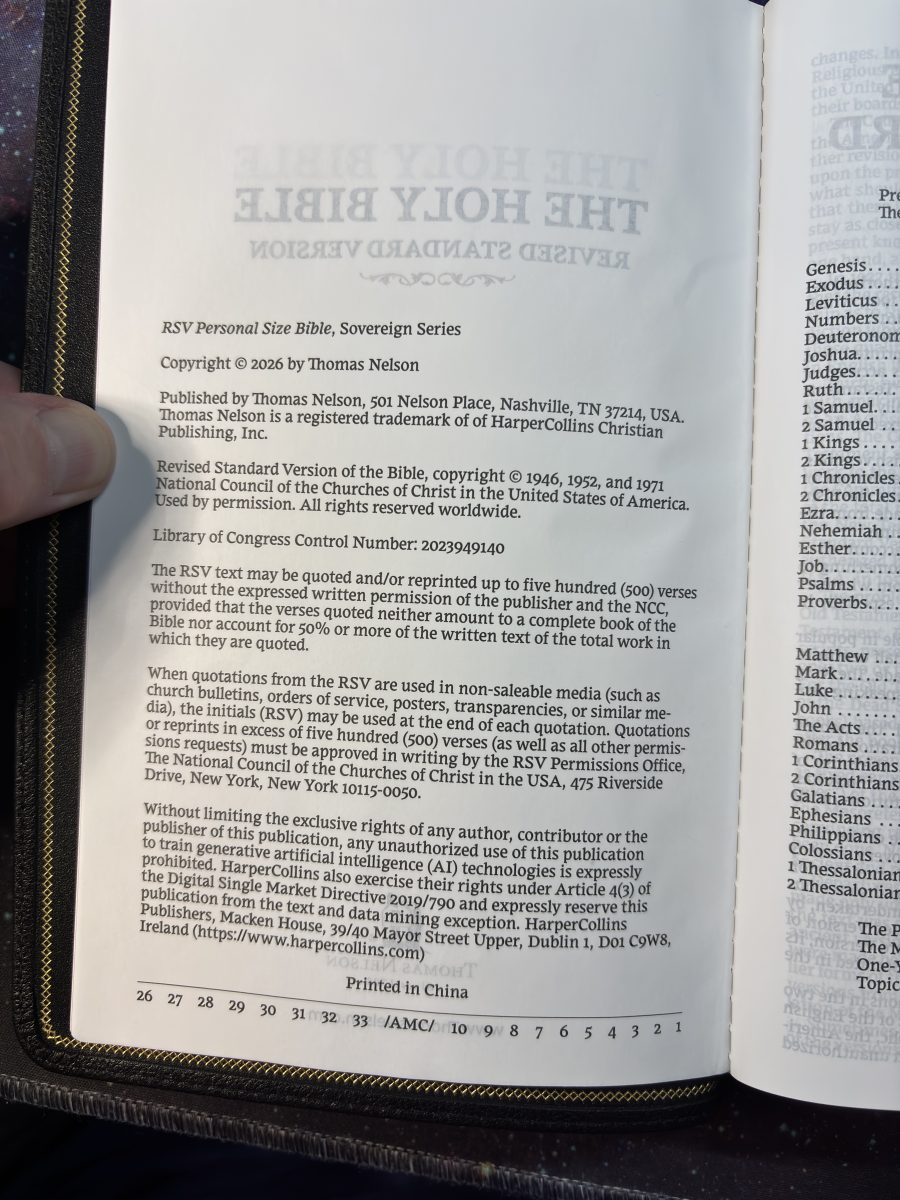 THE HOLY BIBLE
THE HOLY BIBLE
REVISED STANDARD VERSION
RSV Personal Size Bible, Sovereign Series
Copyright © 2026 by Thomas Nelson
Published by Thomas Nelson, 501 Nelson Place, Nashville, TN 37214, USA.
Thomas Nelson is a registered trademark of of HarperCollins Christian
Publishing, Inc.
Revised Standard Version of the Bible, copyright © 1946, 1952, and 1971
National Council of the Churches of Christ in the United States of America.
Used by permission. All rights reserved worldwide.
Library of Congress Control Number: 2023949140
The RSV text may be quoted and/or reprinted up to five hundred (500) verses
without the expressed written permission of the publisher and the NCC,
provided that the verses quoted neither amount to a complete book of the
Bible nor account for 50% or more of the written text of the total work in
which they are quoted.
When quotations from the RSV are used in non-saleable media (such as
church bulletins, orders of service, posters, transparencies, or similar me-
dia), the initials (RSV) may be used at the end of each quotation. Quotations
or reprints in excess of five hundred (500) verses (as well as all other permis-
sions requests) must be approved in writing by the RSV Permissions Office,
The National Council of the Churches of Christ in the USA, 475 Riverside
Drive, New York, New York 10115-0050.
Without limiting the exclusive rights of any author, contributor or the
publisher of this publication, any unauthorized use of this publication
to train generative artificial intelligence (AI) technologies is expressly
prohibited. HarperCollins also exercise their rights under Article 4(3) of
the Digital Single Market Directive 2019/790 and expressly reserve this
publication from the text and data mining exception. HarperCollins
Publishers, Macken House, 39/40 Mayor Street Upper, Dublin 1, D01 C9W8,
Ireland (https://www.harpercollins.com)
THOMAS NELSON
Printed in China
26 27 28 29 30 31 32 33 /AMC/ 10 9 8 7 6 5 4 3 2 1
Genesis....
Exodus ....
Leviticus ..
Numbers ..
Deuteronom
Joshua.....
Judges.....
Ruth ......
1 Samuel...
2 Samuel ..
1 Kings ....
2 Kings....
1 Chronicles.
2 Chronicles.
Ezra.......
Nehemiah ..
Esther.....
Job........
Psalms ....
Proverbs...
Matthew ...
Mark.......
Luke .......
John .......
The Acts ....
Romans ....
1 Corinthians
2 Corinthians
Galatians ....
Ephesians ...
Philippians ..
Colossians ...
1 Thessalonian
2 Thessalonian
The P
The M
One-Y
Topic